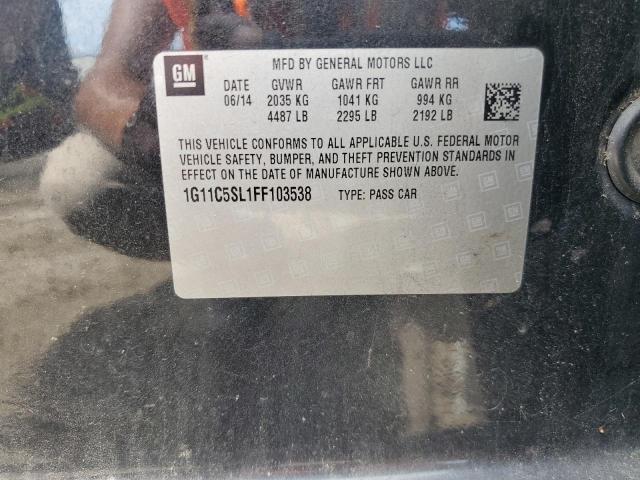 GM
MFD BY GENERAL MOTORS LLC
DATE GVWR GAWR FRT GAWR RR
06/14 2035 KG 1041 KG 994 KG
4487 LB 2295 LB 2192 LB
THIS VEHICLE CONFORMS TO ALL APPLICABLE U.S. FEDERAL MOTOR
VEHICLE SAFETY, BUMPER, AND THEFT PREVENTION STANDARDS IN
EFFECT ON THE DATE OF MANUFACTURE SHOWN ABOVE.
1G11C5SL1FF103538 TYPE: PASS CAR